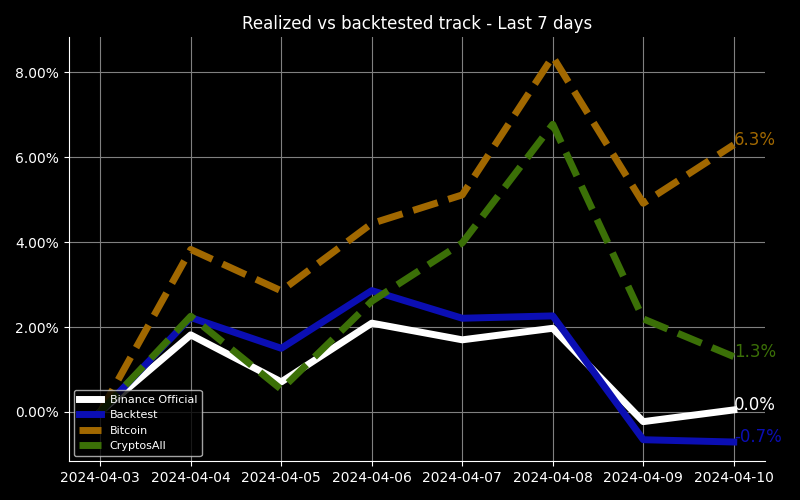 Realized vs backtested track - Last 7 days
8.00%
6.00%
4.00%
2.00%
0.00%
6.3%
1.3%
0.0%
-0.7%
Binance Official
Backtest
Bitcoin
CryptosAll
2024-04-03 2024-04-04 2024-04-05 2024-04-06 2024-04-07 2024-04-08 2024-04-09 2024-04-10